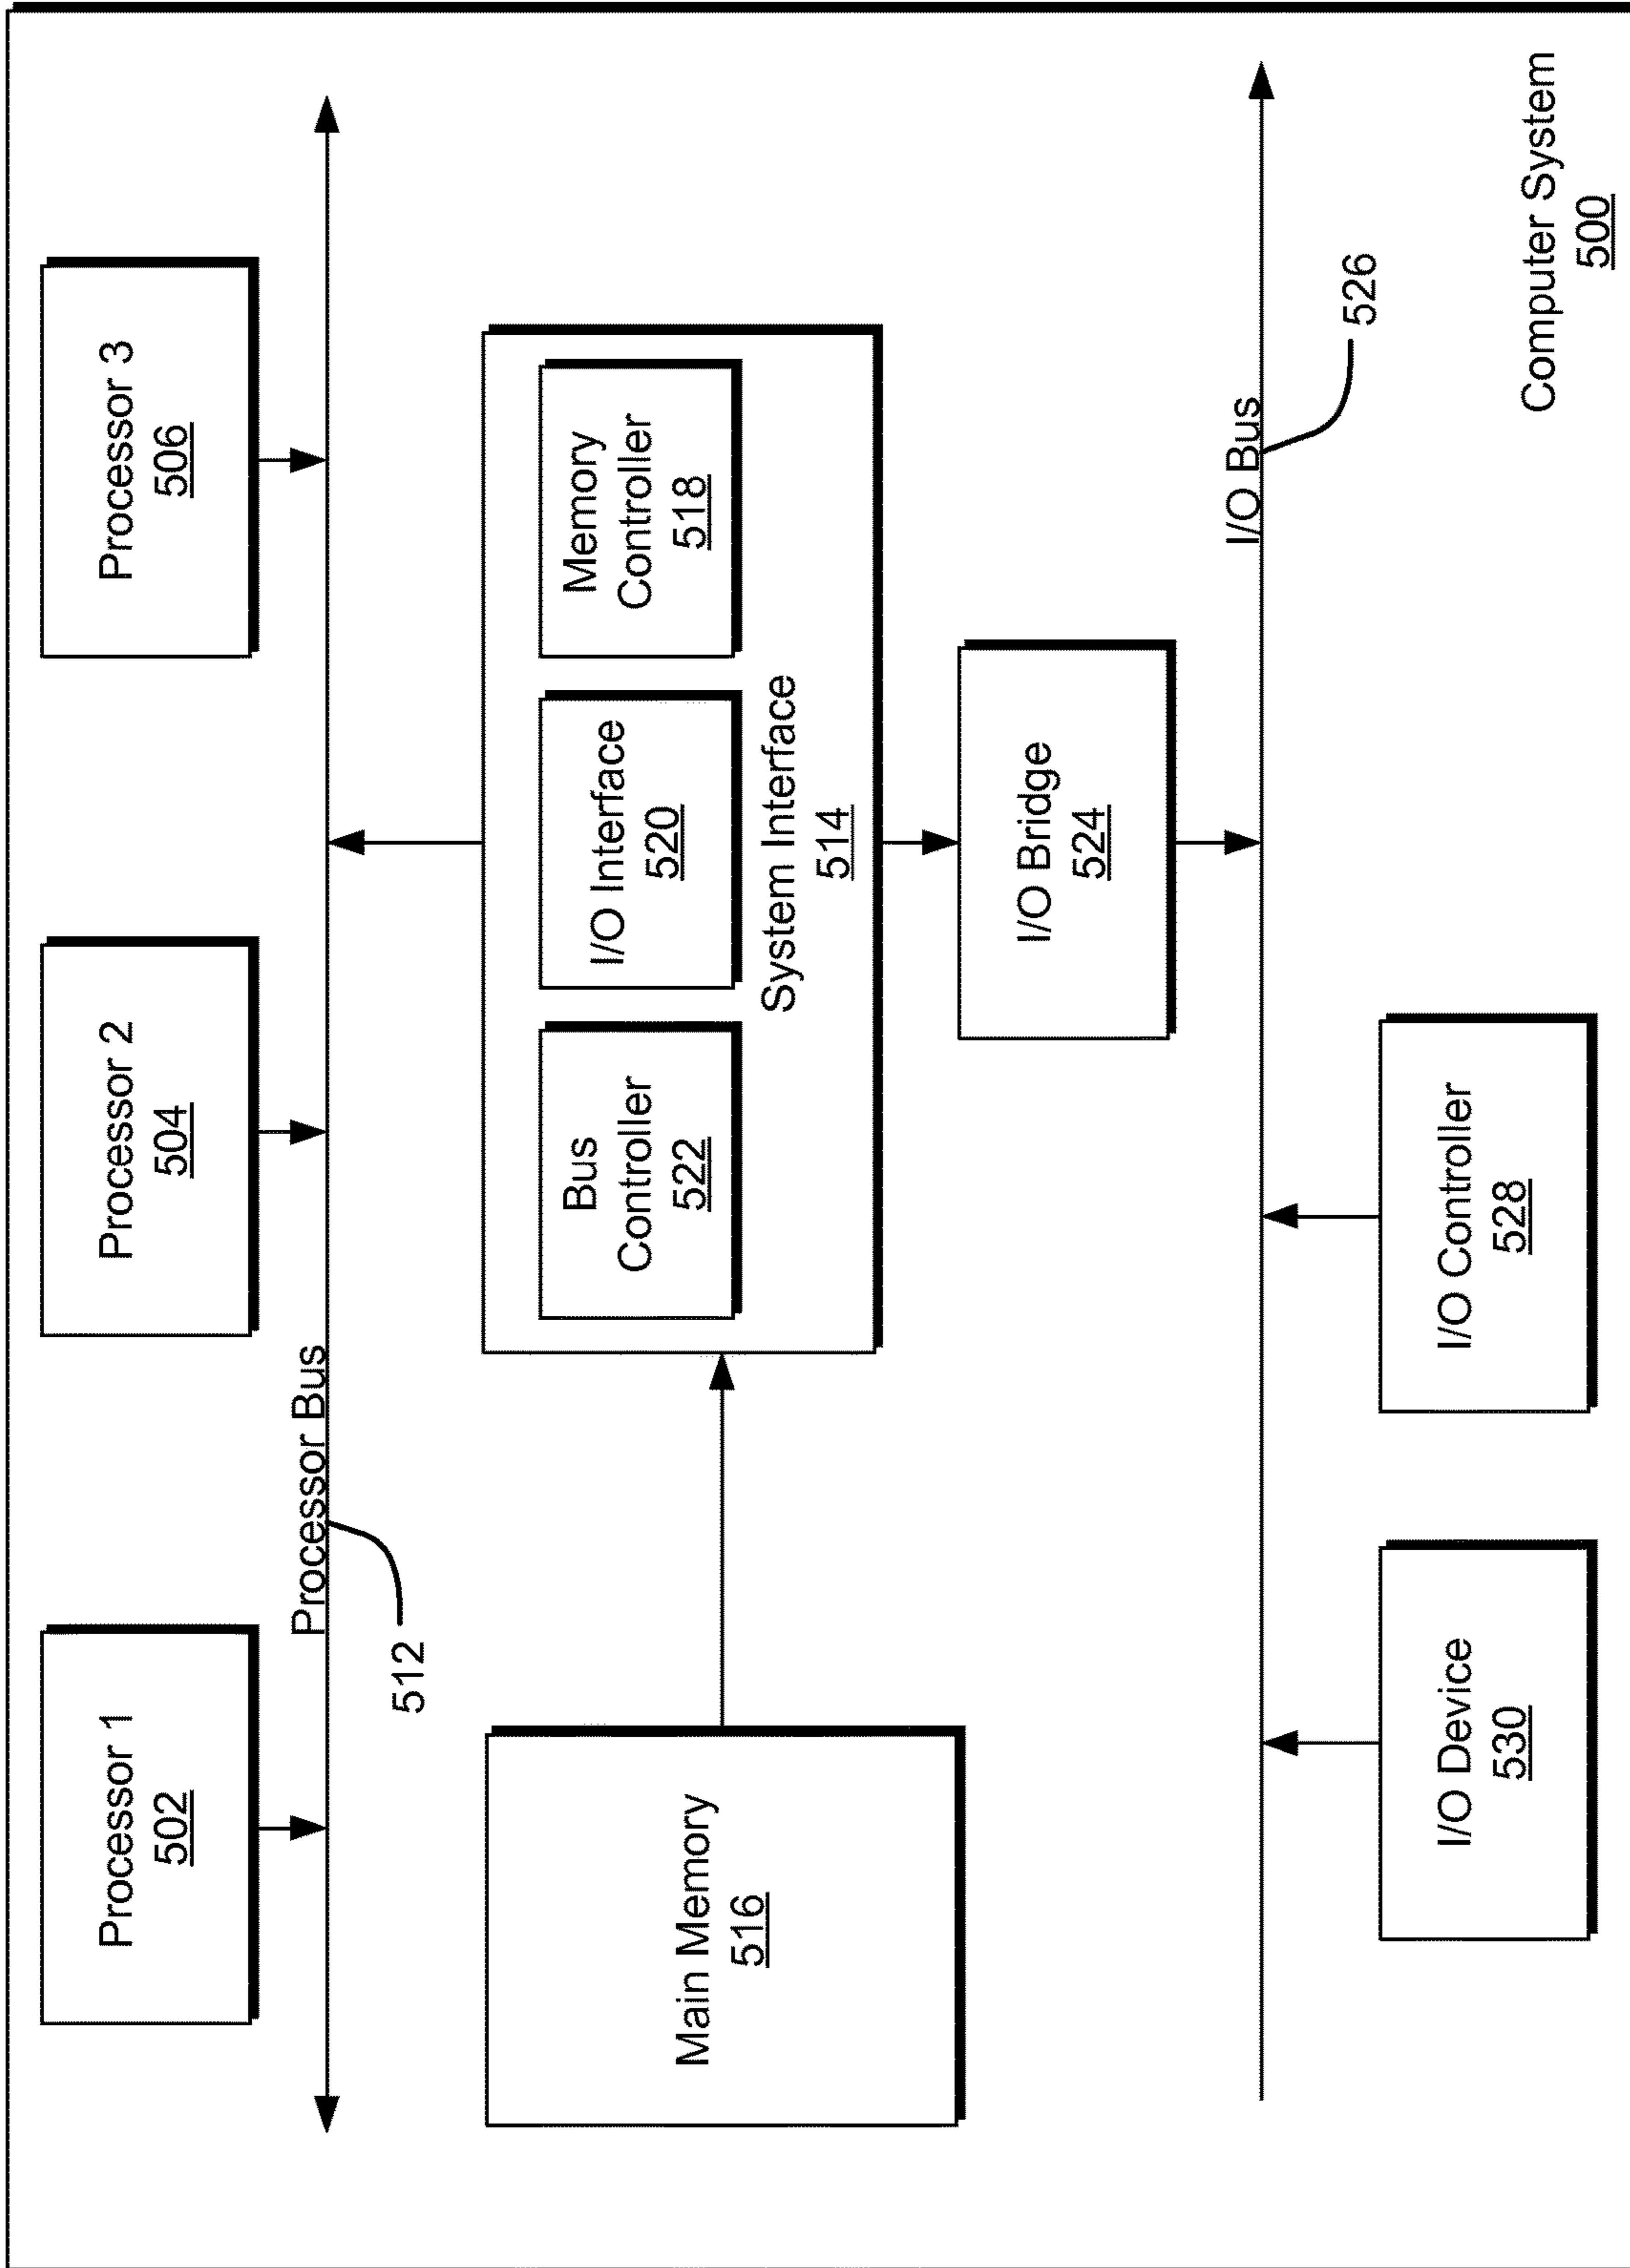 Processor 1
502
Processor 2
504
Processor 3
506
Processor Bus
512
Main Memory
516
Bus
Controller
522
I/O Interface
520
Memory
Controller
518
System Interface
514
I/O Bridge
524
I/O Bus
526
I/O Device
530
I/O Controller
528
Computer System
500